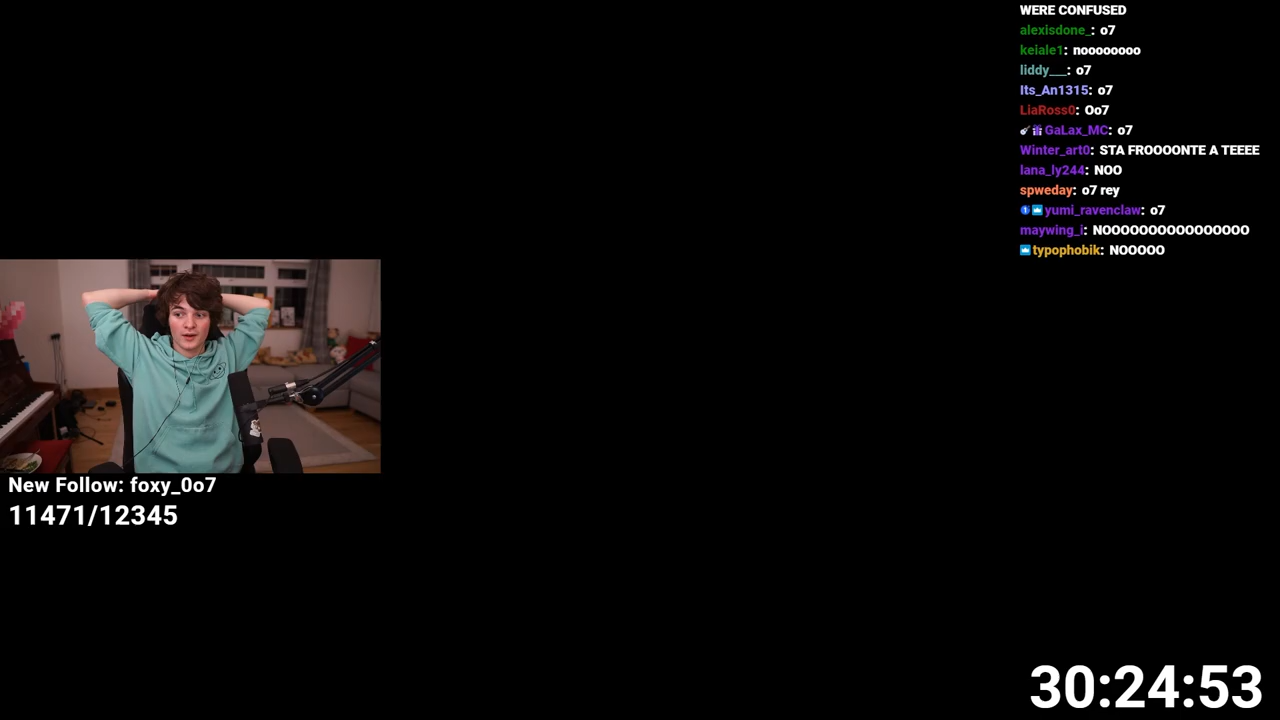 WERE CONFUSED
alexisdone_: o7
keiale1: noooooooo
liddy___: o7
Its_An1315: o7
LiaRoss0: Oo7
GaLax_MC: o7
Winter_art0: STA FROOOONTE A TEEEE
lana_ly244: NOO
spweday: o7 rey
yumi_ravenclaw: o7
maywing_i: NOOOOOOOOOOOOOOOOO
typophobik: NOOOOO
New Follow: foxy_0o7
11471/12345
30:24:53